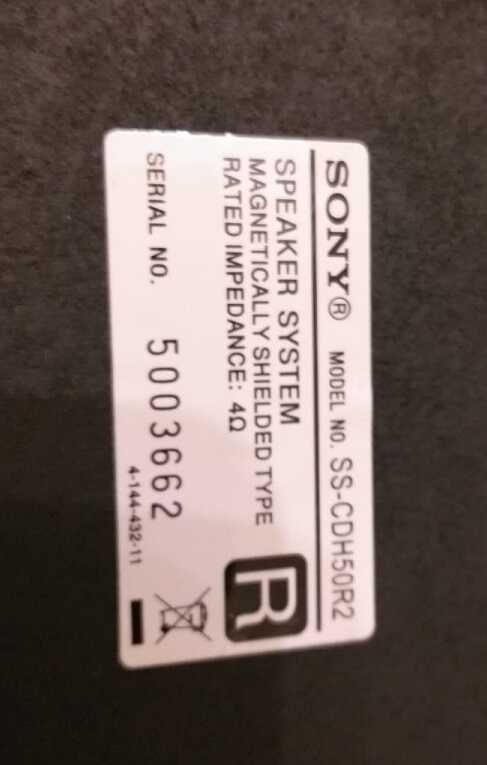 SONY® MODEL NO. SS-CDH50R2
SPEAKER SYSTEM
MAGNETICALLY SHIELDED TYPE
RATED IMPEDANCE: 4Ω
R
SERIAL NO. 5003662
4-144-432-11